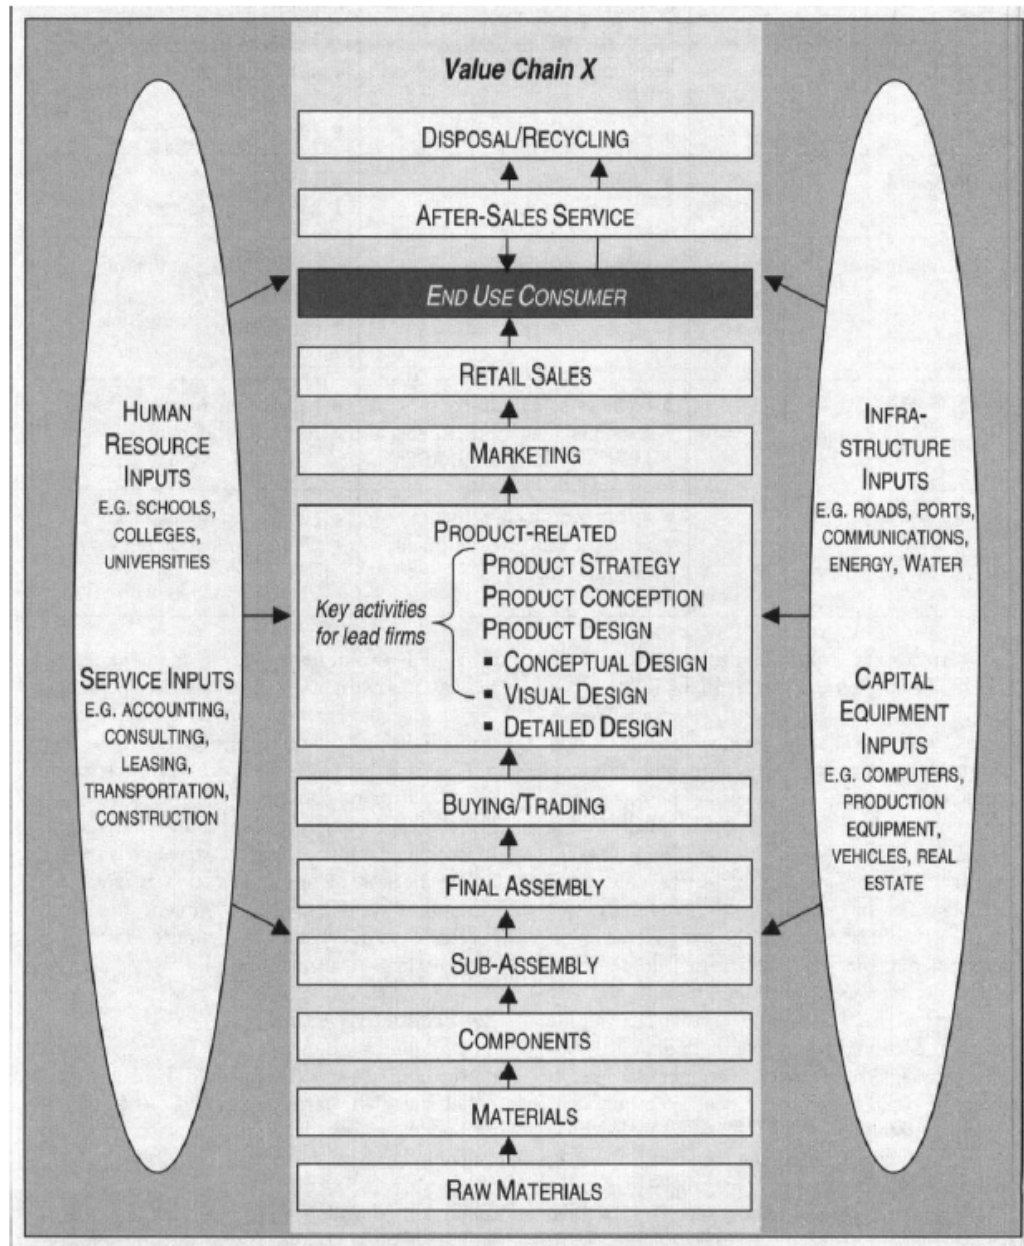 Value Chain X
DISPOSAL/RECYCLING
AFTER-SALES SERVICE
END USE CONSUMER
RETAIL SALES
MARKETING
PRODUCT-RELATED
PRODUCT STRATEGY
PRODUCT CONCEPTION
PRODUCT DESIGN
▪ CONCEPTUAL DESIGN
▪ VISUAL DESIGN
▪ DETAILED DESIGN
Key activities
for lead firms
BUYING/TRADING
FINAL ASSEMBLY
SUB-ASSEMBLY
COMPONENTS
MATERIALS
RAW MATERIALS
HUMAN
RESOURCE
INPUTS
E.G. SCHOOLS,
COLLEGES,
UNIVERSITIES
SERVICE INPUTS
E.G. ACCOUNTING,
CONSULTING,
LEASING,
TRANSPORTATION,
CONSTRUCTION
INFRA-
STRUCTURE
INPUTS
E.G. ROADS, PORTS,
COMMUNICATIONS,
ENERGY, WATER
CAPITAL
EQUIPMENT
INPUTS
E.G. COMPUTERS,
PRODUCTION
EQUIPMENT,
VEHICLES, REAL
ESTATE